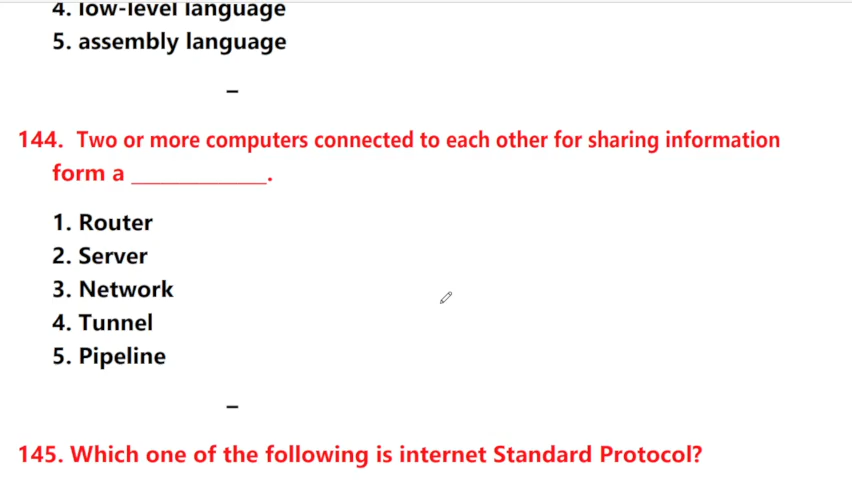 4. low-level language
5. assembly language
–
144. Two or more computers connected to each other for sharing information
form a ____________.
1. Router
2. Server
3. Network
4. Tunnel
5. Pipeline
–
145. Which one of the following is internet Standard Protocol?